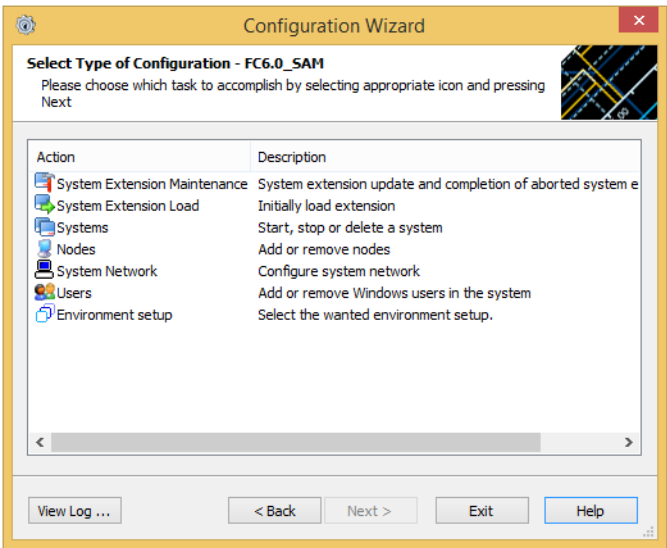 Configuration Wizard
Select Type of Configuration - FC6.0_SAM
Please choose which task to accomplish by selecting appropriate icon and pressing
Next
Action Description
System Extension Maintenance System extension update and completion of aborted system e
System Extension Load Initially load extension
Systems Start, stop or delete a system
Nodes Add or remove nodes
System Network Configure system network
Users Add or remove Windows users in the system
Environment setup Select the wanted environment setup.
View Log ... < Back Next > Exit Help